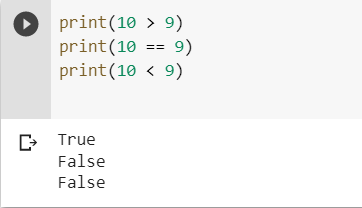 print(10 > 9)
print(10 == 9)
print(10 < 9)
True
False
False